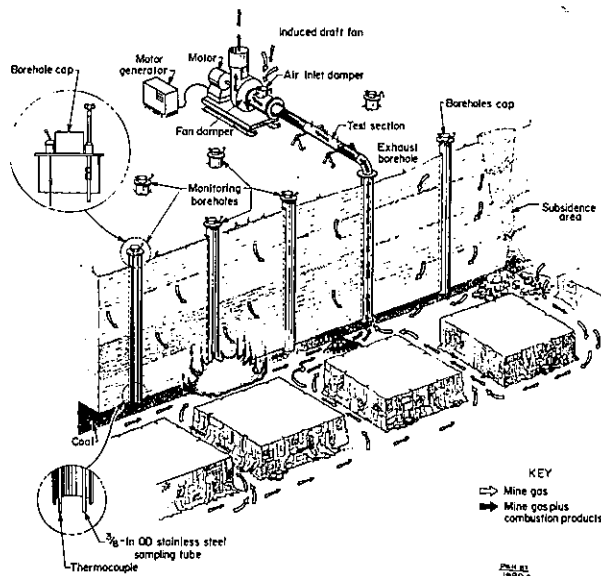 Induced draft fan
Motor
generator
Motor
Air inlet damper
Borehole cap
Fan damper
Test section
Boreholes cap
Exhaust
borehole
Monitoring
boreholes
Subsidence
area
Coal
KEY
Mine gas
Mine gas plus
combustion products
3/8-in OD stainless steel
sampling tube
Thermocouple